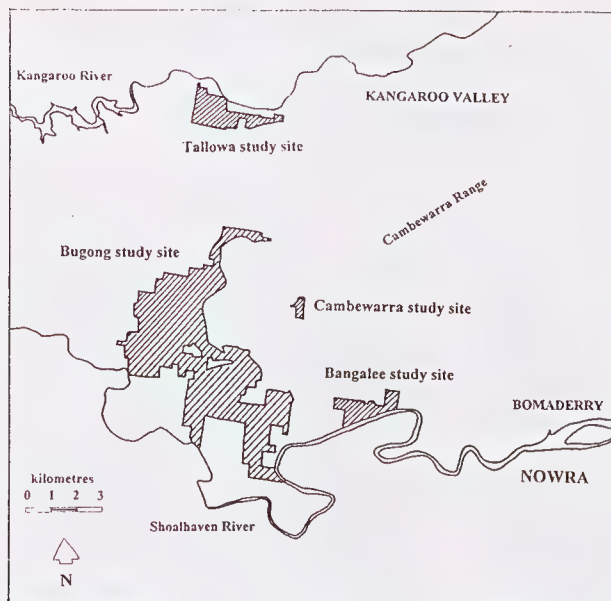 Kangaroo River
KANGAROO VALLEY
Tallowa study site
Cambewarra Range
Bugong study site
Cambewarra study site
Bangalee study site
BOMADERRY
NOWRA
kilometres
0 1 2 3
Shoalhaven River
N